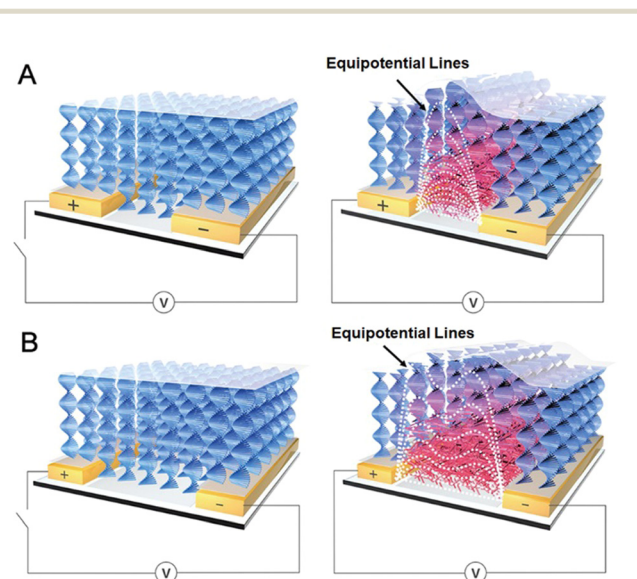 A
Equipotential Lines
+
−
+
−
V
V
B
Equipotential Lines
+
−
+
−
V
V